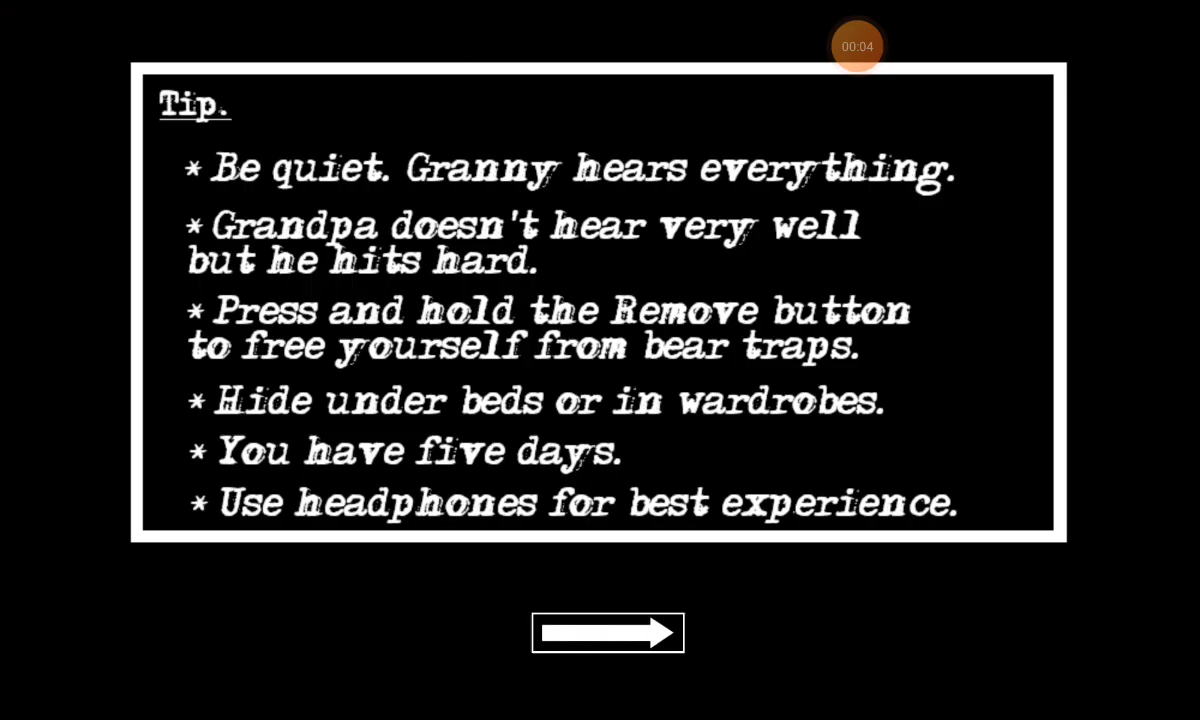 00:04
Tip.
* Be quiet. Granny hears everything.
* Grandpa doesn't hear very well
but he hits hard.
* Press and hold the Remove button
to free yourself from bear traps.
* Hide under beds or in wardrobes.
* You have five days.
* Use headphones for best experience.